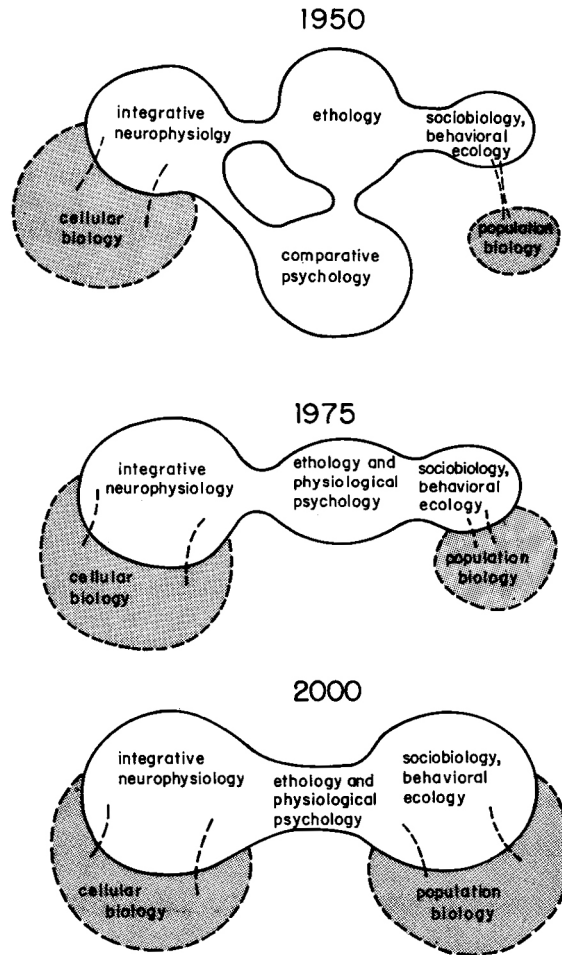 1950
integrative
neurophysiolgy
ethology
sociobiology,
behavioral
ecology
cellular
biology
population
biology
comparative
psychology
1975
integrative
neurophysiology
ethology and
physiological
psychology
sociobiology,
behavioral
ecology
cellular
biology
population
biology
2000
integrative
neurophysiology
ethology and
physiological
psychology
sociobiology,
behavioral
ecology
cellular
biology
population
biology